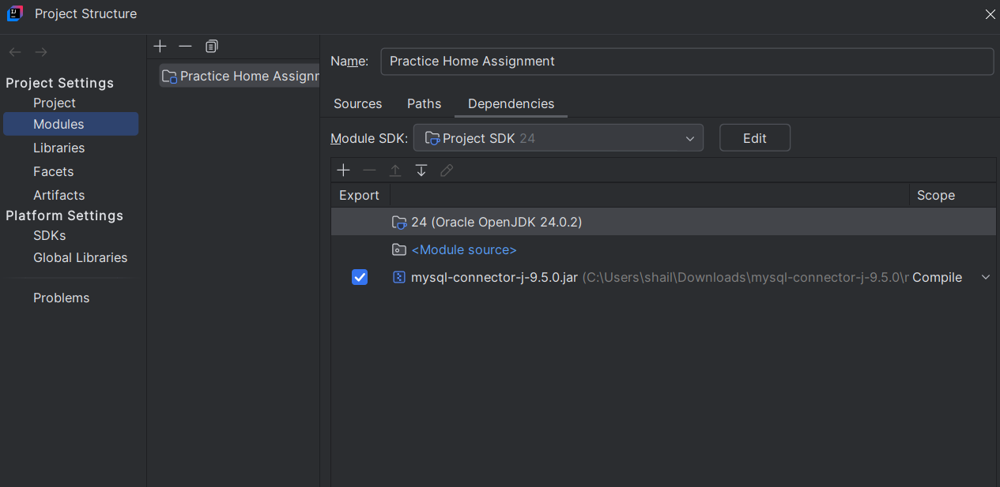 Project Structure
Project Settings
Project
Modules
Libraries
Facets
Artifacts
Platform Settings
SDKs
Global Libraries
Problems
Practice Home Assignm
Name: Practice Home Assignment
Sources Paths Dependencies
Module SDK: Project SDK 24 Edit
Export Scope
24 (Oracle OpenJDK 24.0.2)
<Module source>
mysql-connector-j-9.5.0.jar (C:\Users\shail\Downloads\mysql-connector-j-9.5.0\r Compile